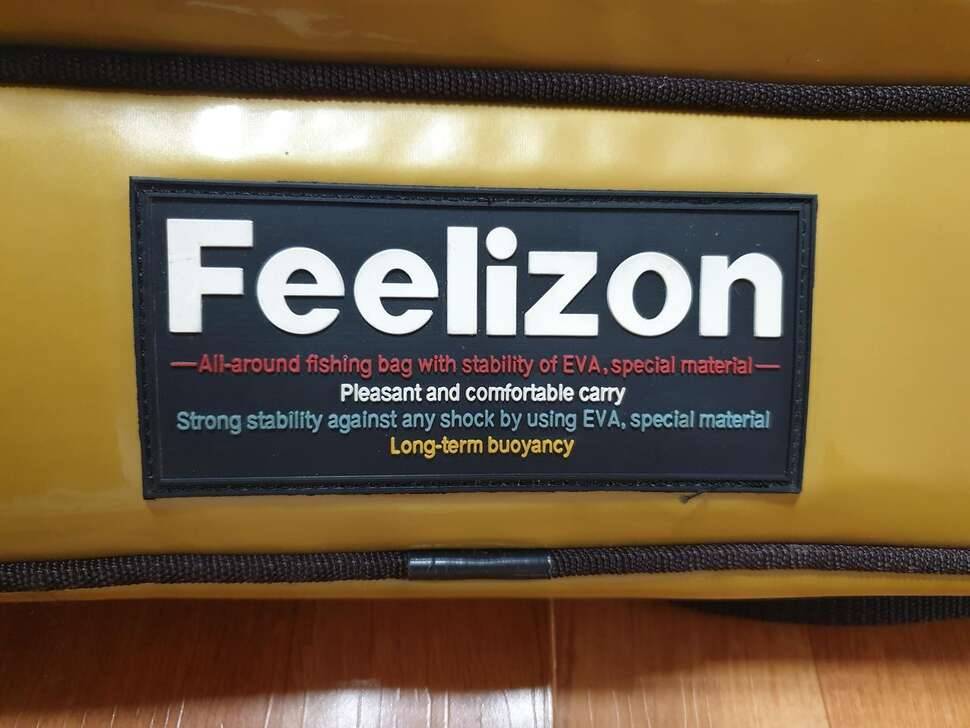 Feelizon
—All-around fishing bag with stability of EVA, special material—
Pleasant and comfortable carry
Strong stability against any shock by using EVA, special material
Long-term buoyancy